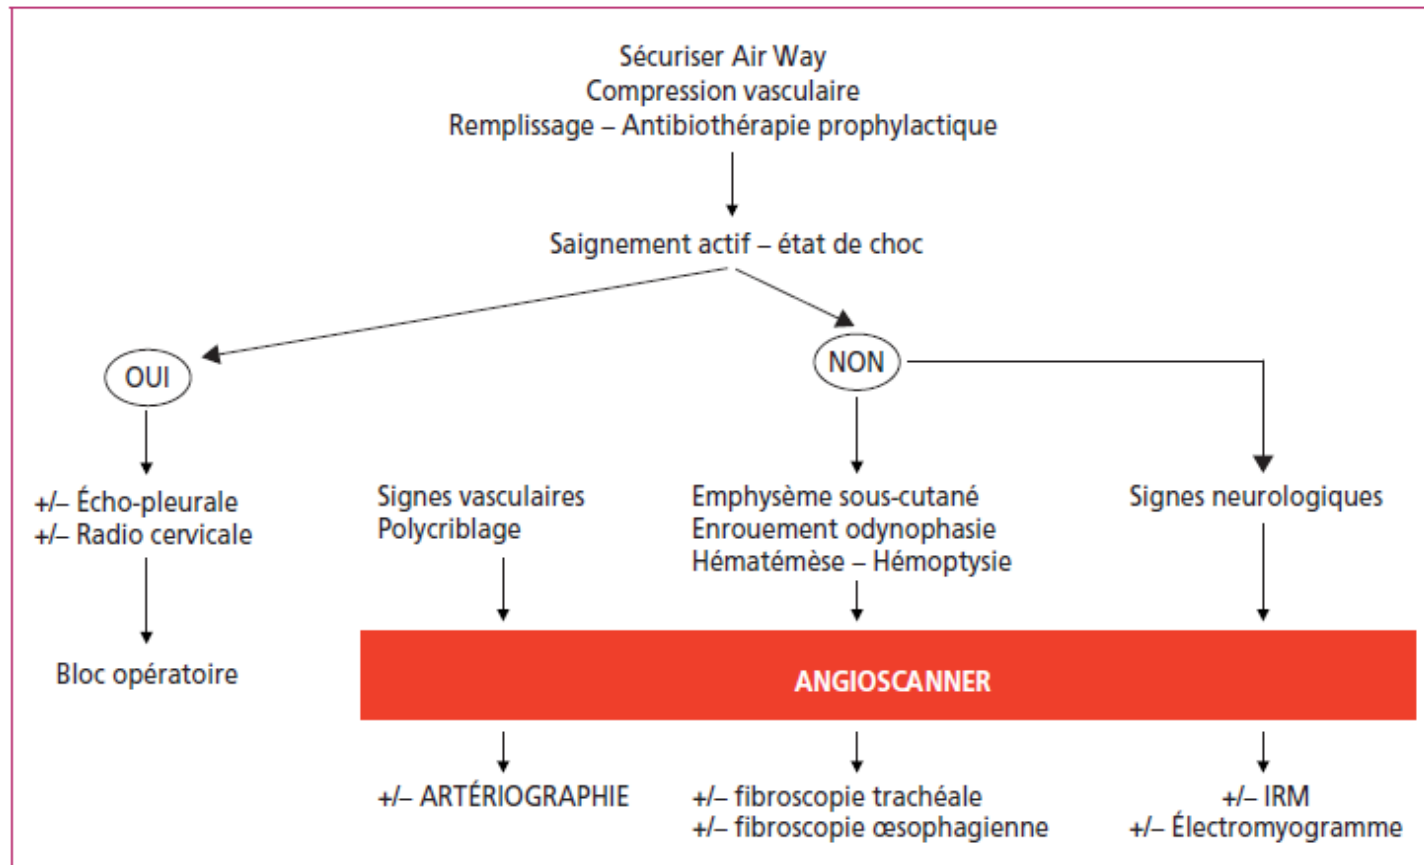 Sécuriser Air Way
Compression vasculaire
Remplissage – Antibiothérapie prophylactique
Saignement actif – état de choc
OUI
NON
+/– Écho-pleurale
+/– Radio cervicale
Signes vasculaires
Polycriblage
Emphysème sous-cutané
Enrouement odynophasie
Hématémèse – Hémoptysie
Signes neurologiques
Bloc opératoire
ANGIOSCANNER
+/– ARTÉRIOGRAPHIE
+/– fibroscopie trachéale
+/– fibroscopie œsophagienne
+/– IRM
+/– Électromyogramme